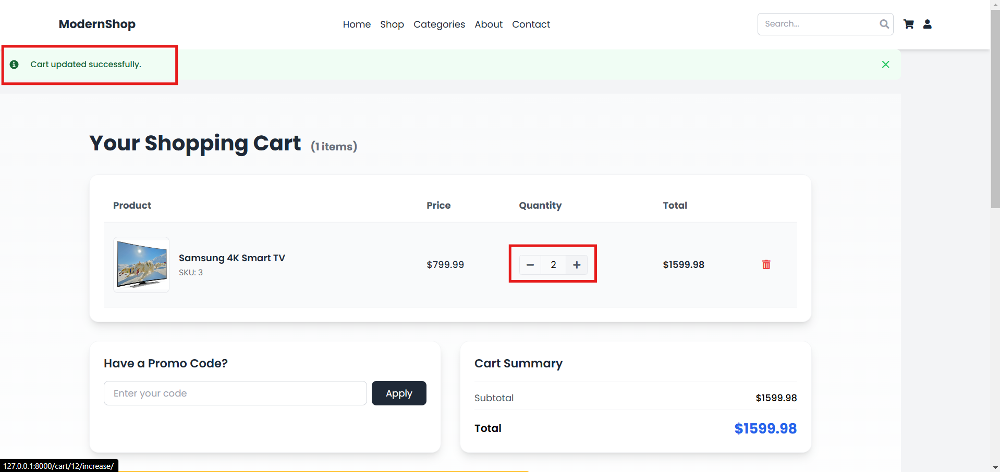 ModernShop
Home Shop Categories About Contact
Search...
Cart updated successfully.
Your Shopping Cart (1 items)
Product Price Quantity Total
Samsung 4K Smart TV
SKU: 3
$799.99
2
$1599.98
Have a Promo Code?
Enter your code
Apply
Cart Summary
Subtotal $1599.98
Total $1599.98
127.0.0.1:8000/cart/12/increase/